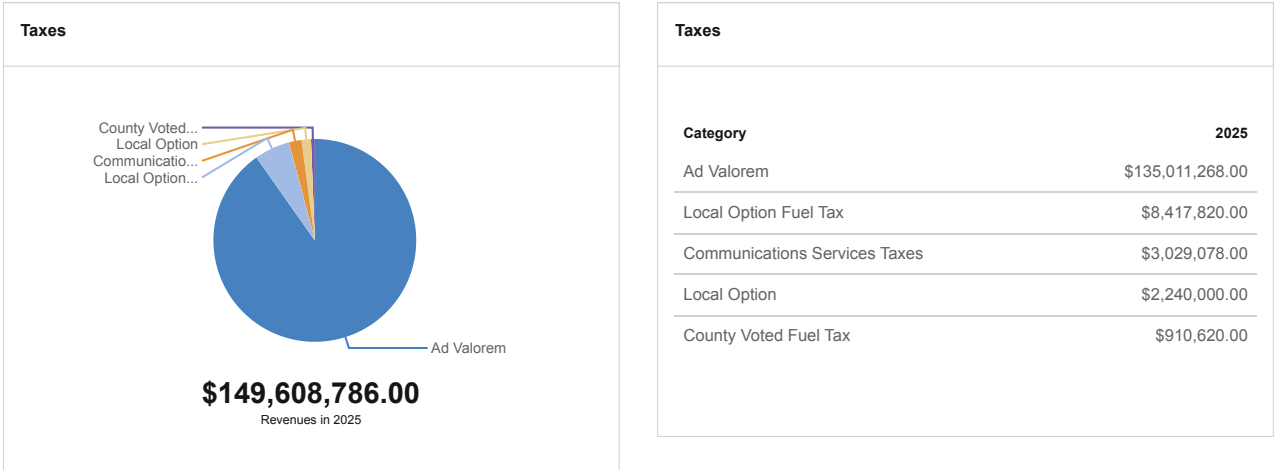 Taxes
County Voted...
Local Option
Communicatio...
Local Option...
Ad Valorem
$149,608,786.00
Revenues in 2025
Taxes
Category 2025
Ad Valorem $135,011,268.00
Local Option Fuel Tax $8,417,820.00
Communications Services Taxes $3,029,078.00
Local Option $2,240,000.00
County Voted Fuel Tax $910,620.00